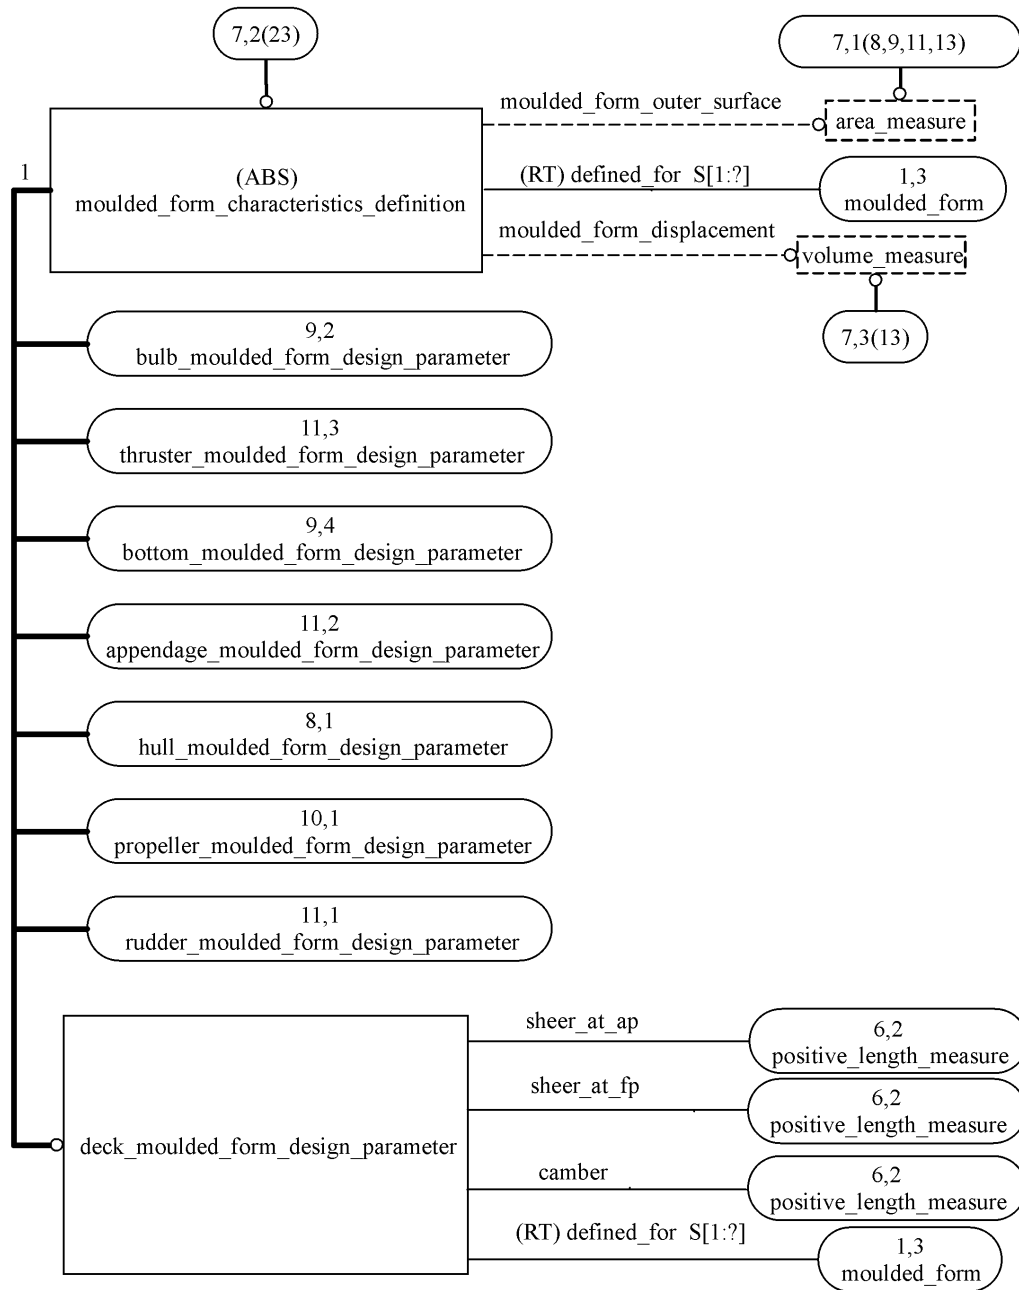 7,2(23)
7,1(8,9,11,13)
moulded_form_outer_surface
area_measure
1
(ABS)
moulded_form_characteristics_definition
(RT) defined_for S[1:?]
1,3
moulded_form
moulded_form_displacement
volume_measure
7,3(13)
9,2
bulb_moulded_form_design_parameter
11,3
thruster_moulded_form_design_parameter
9,4
bottom_moulded_form_design_parameter
11,2
appendage_moulded_form_design_parameter
8,1
hull_moulded_form_design_parameter
10,1
propeller_moulded_form_design_parameter
11,1
rudder_moulded_form_design_parameter
deck_moulded_form_design_parameter
sheer_at_ap
6,2
positive_length_measure
sheer_at_fp
6,2
positive_length_measure
camber
6,2
positive_length_measure
(RT) defined_for S[1:?]
1,3
moulded_form